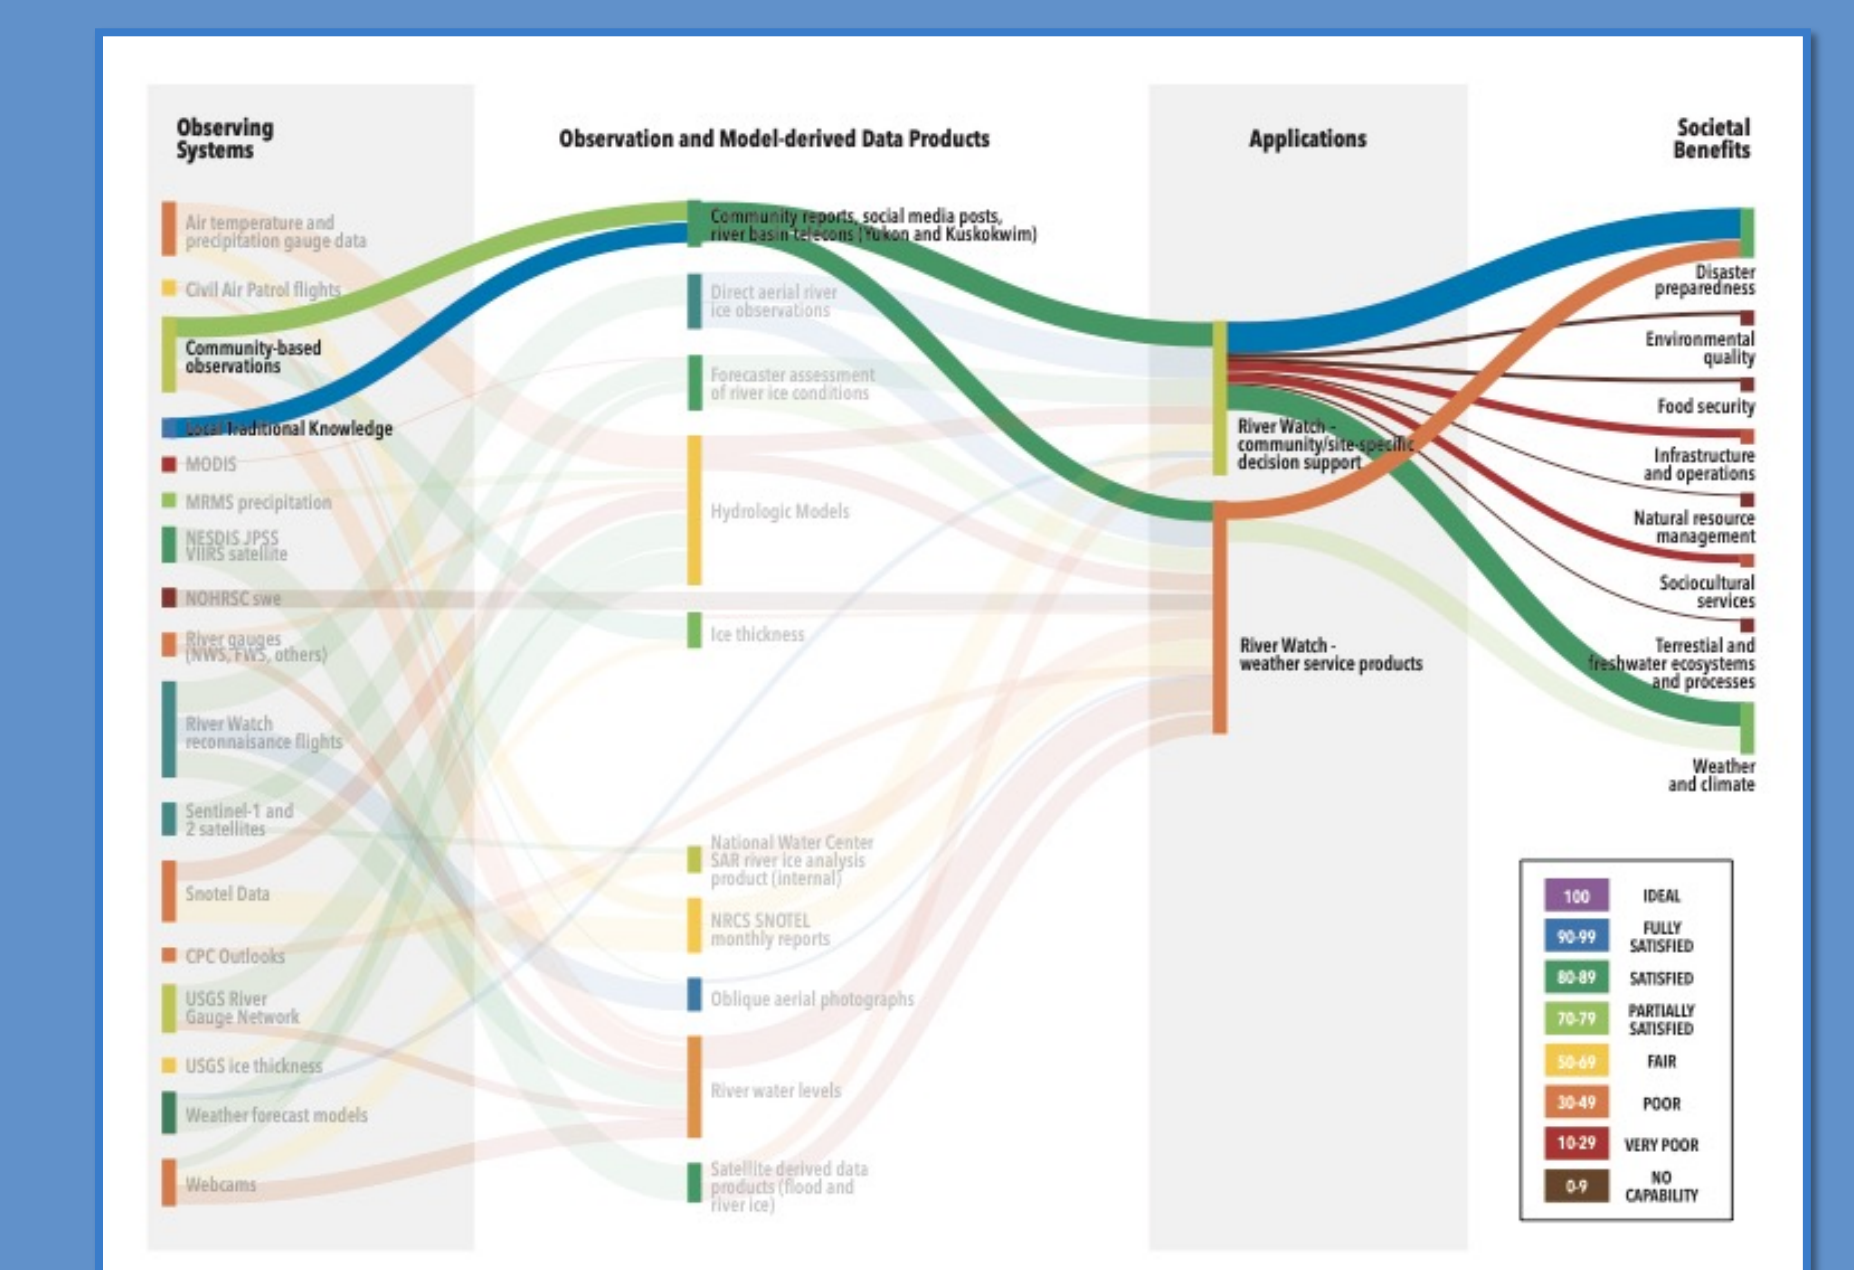 Observing
Systems
Observation and Model-derived Data Products
Applications
Societal
Benefits
Air temperature and
precipitation gauge data
Civil Air Patrol flights
Community-based
observations
Local Traditional Knowledge
MODIS
MRMS precipitation
NESDIS JPSS
VIIRS satellite
NOHRSC swe
River gauges
(NWS, FWS, others)
River Watch
reconnaisance flights
Sentinel-1 and
2 satellites
Snotel Data
CPC Outlooks
USGS River
Gauge Network
USGS ice thickness
Weather forecast models
Webcams
Community reports, social media posts,
river basin telecons (Yukon and Kuskokwim)
Direct aerial river
ice observations
Forecaster assessment
of river ice conditions
Hydrologic Models
Ice thickness
National Water Center
SAR river ice analysis
product (internal)
NRCS SNOTEL
monthly reports
Oblique aerial photographs
River water levels
Satellite derived data
products (flood and
river ice)
River Watch -
community/site-specific
decision support
River Watch -
weather service products
Disaster
preparedness
Environmental
quality
Food security
Infrastructure
and operations
Natural resource
management
Sociocultural
services
Terrestial and
freshwater ecosystems
and processes
Weather
and climate
100 IDEAL
90-99 FULLY
SATISFIED
80-89 SATISFIED
70-79 PARTIALLY
SATISFIED
50-69 FAIR
30-49 POOR
10-29 VERY POOR
0-9 NO
CAPABILITY